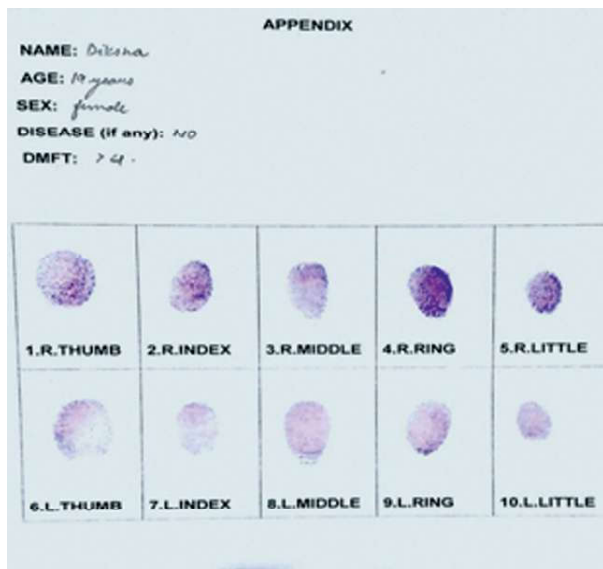 APPENDIX
NAME: Diksha
AGE: 19 years
SEX: female
DISEASE (if any): NO
DMFT: >4.
1.R.THUMB 2.R.INDEX 3.R.MIDDLE 4.R.RING 5.R.LITTLE
6.L.THUMB 7.L.INDEX 8.L.MIDDLE 9.L.RING 10.L.LITTLE